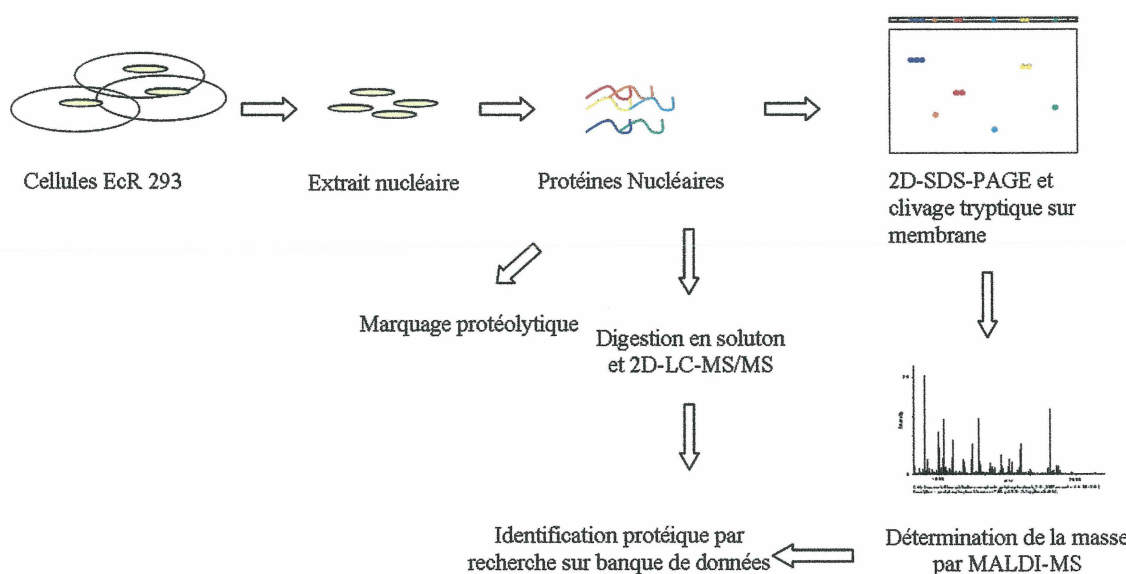 Cellules EcR 293
Extrait nucléaire
Protéines Nucléaires
2D-SDS-PAGE et
clivage tryptique sur
membrane
Marquage protéolytique
Digestion en soluton
et 2D-LC-MS/MS
Identification protéique par
recherche sur banque de données
Détermination de la masse
par MALDI-MS